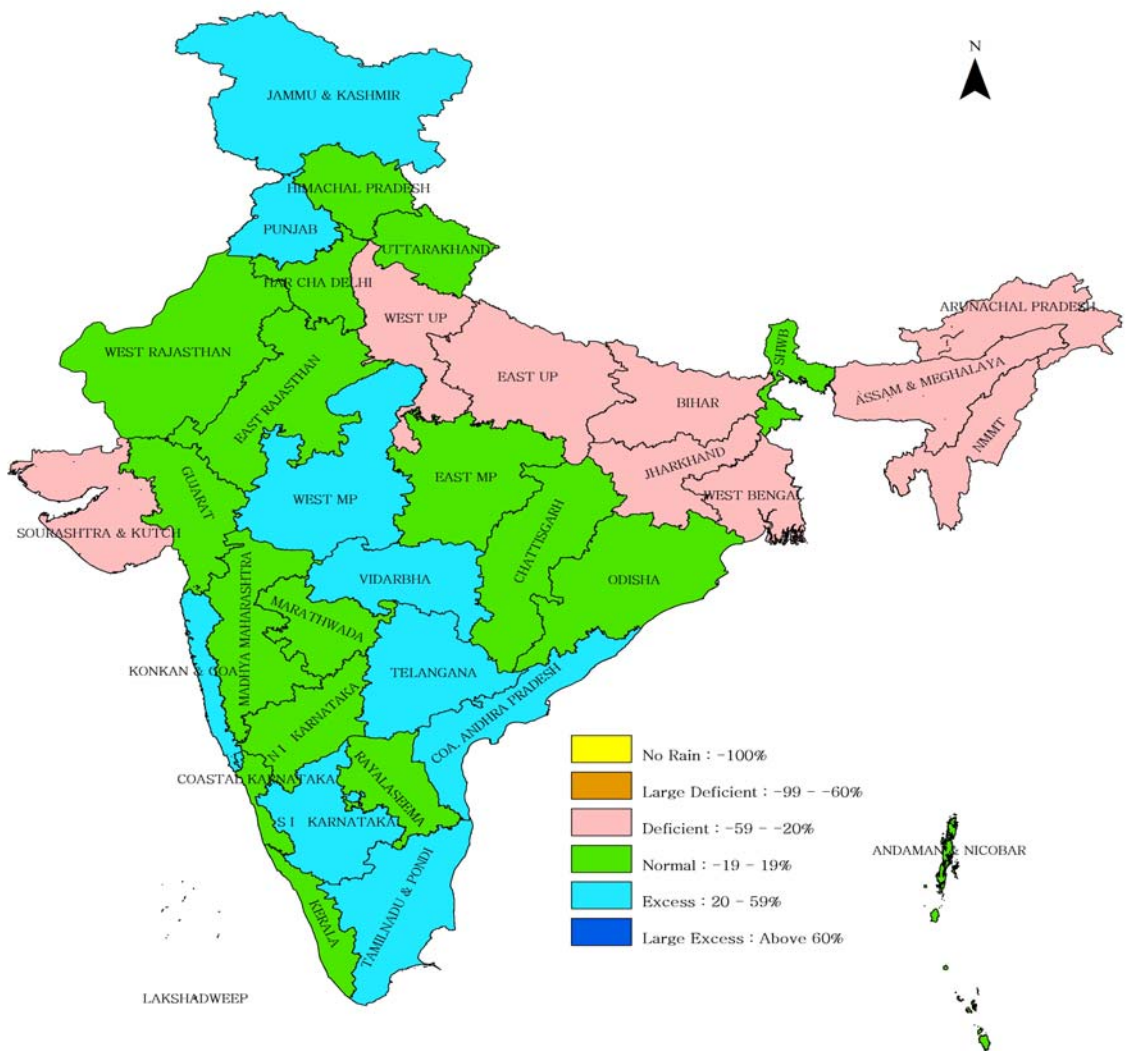 N
JAMMU & KASHMIR
HIMACHAL PRADESH
PUNJAB
UTTARAKHAND
HAR CHA DELHI
ARUNACHAL PRADESH
WEST UP
SHWB
WEST RAJASTHAN
EAST RAJASTHAN
EAST UP
ASSAM & MEGHALAYA
BIHAR
NMMT
JHARKHAND
EAST MP
GUJARAT
WEST MP
WEST BENGAL
SOURASHTRA & KUTCH
CHATTISGARH
VIDARBHA
ODISHA
MADHYA MAHARASHTRA
MARATHWADA
KONKAN & GOA
TELANGANA
COA. ANDHRA PRADESH
N I KARNATAKA
COASTAL KARNATAKA
RAYALASEEMA
S I KARNATAKA
ANDAMAN & NICOBAR
TAMILNADU & PONDI
KERALA
LAKSHADWEEP
No Rain : -100%
Large Deficient : -99 - -60%
Deficient : -59 - -20%
Normal : -19 - 19%
Excess : 20 - 59%
Large Excess : Above 60%